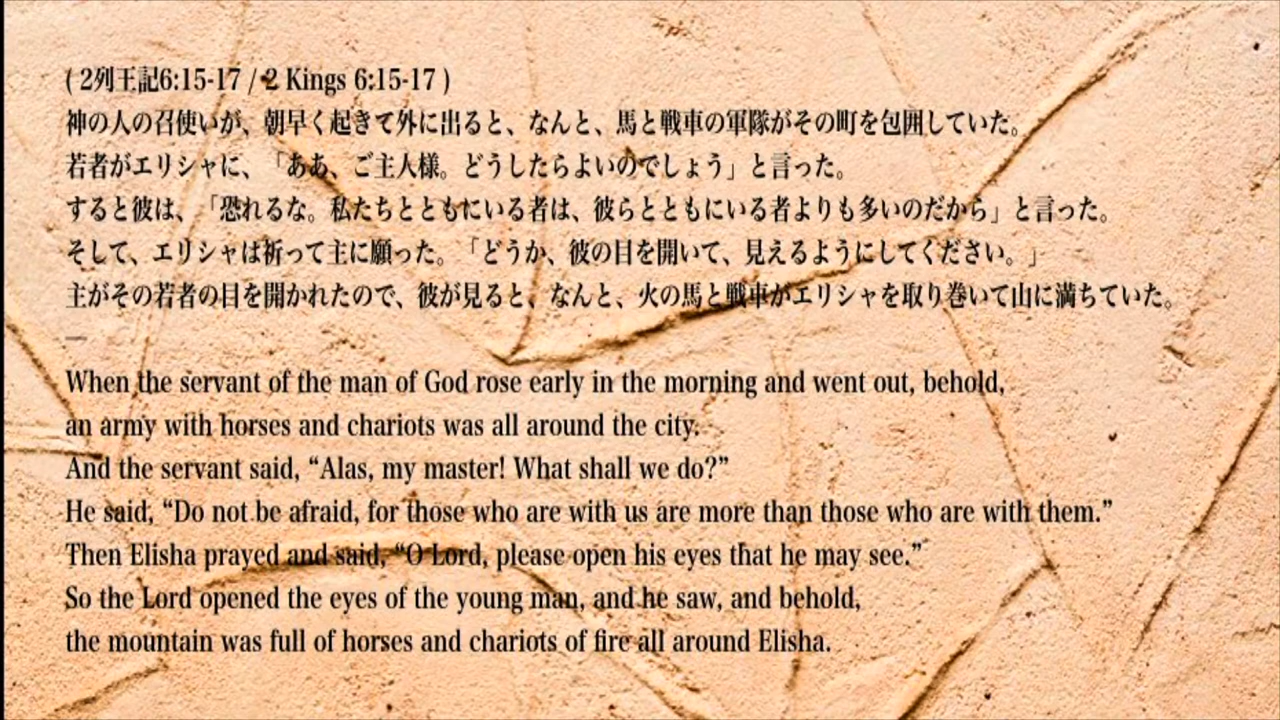 ( 2列王記6:15-17 / 2 Kings 6:15-17 )
神の人の召使いが、朝早く起きて外に出ると、なんと、馬と戦車の軍隊がその町を包囲していた。
若者がエリシャに、「ああ、ご主人様。どうしたらよいのでしょう」と言った。
すると彼は、「恐れるな。私たちとともにいる者は、彼らとともにいる者よりも多いのだから」と言った。
そして、エリシャは祈って主に願った。「どうか、彼の目を開いて、見えるようにしてください。」
主がその若者の目を開かれたので、彼が見ると、なんと、火の馬と戦車がエリシャを取り巻いて山に満ちていた。
—
When the servant of the man of God rose early in the morning and went out, behold,
an army with horses and chariots was all around the city.
And the servant said, “Alas, my master! What shall we do?”
He said, “Do not be afraid, for those who are with us are more than those who are with them.”
Then Elisha prayed and said, “O Lord, please open his eyes that he may see.”
So the Lord opened the eyes of the young man, and he saw, and behold,
the mountain was full of horses and chariots of fire all around Elisha.